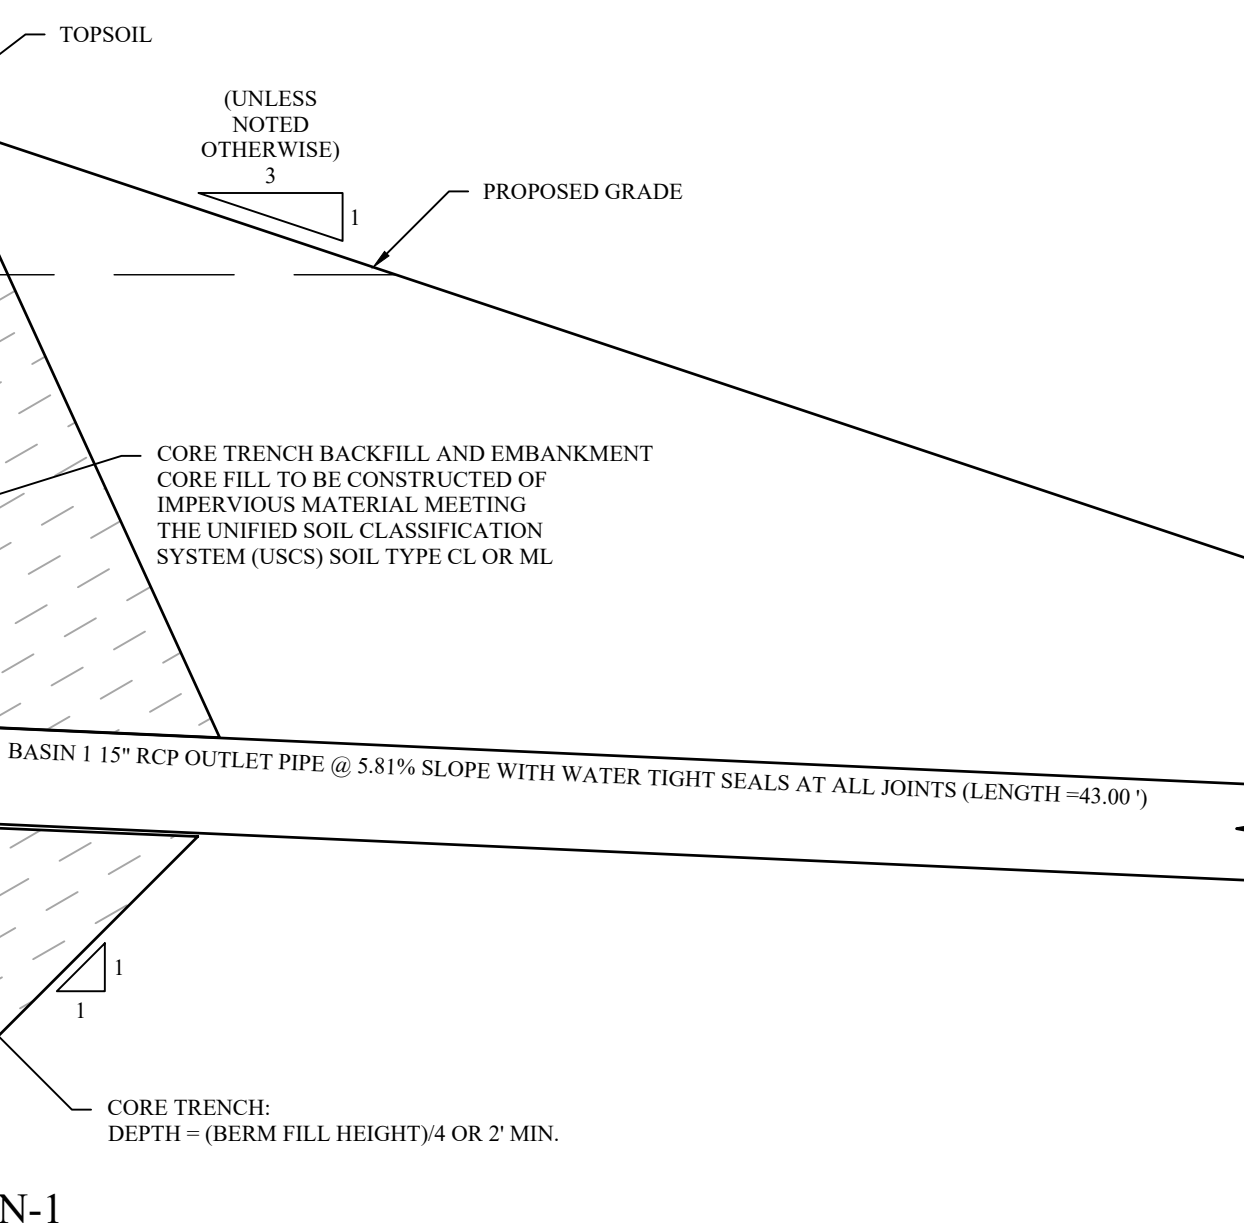 TOPSOIL
(UNLESS
NOTED
OTHERWISE)
3
1
PROPOSED GRADE
CORE TRENCH BACKFILL AND EMBANKMENT
CORE FILL TO BE CONSTRUCTED OF
IMPERVIOUS MATERIAL MEETING
THE UNIFIED SOIL CLASSIFICATION
SYSTEM (USCS) SOIL TYPE CL OR ML
BASIN 1 15" RCP OUTLET PIPE @ 5.81% SLOPE WITH WATER TIGHT SEALS AT ALL JOINTS (LENGTH =43.00 ')
1
1
CORE TRENCH:
DEPTH = (BERM FILL HEIGHT)/4 OR 2' MIN.
N-1